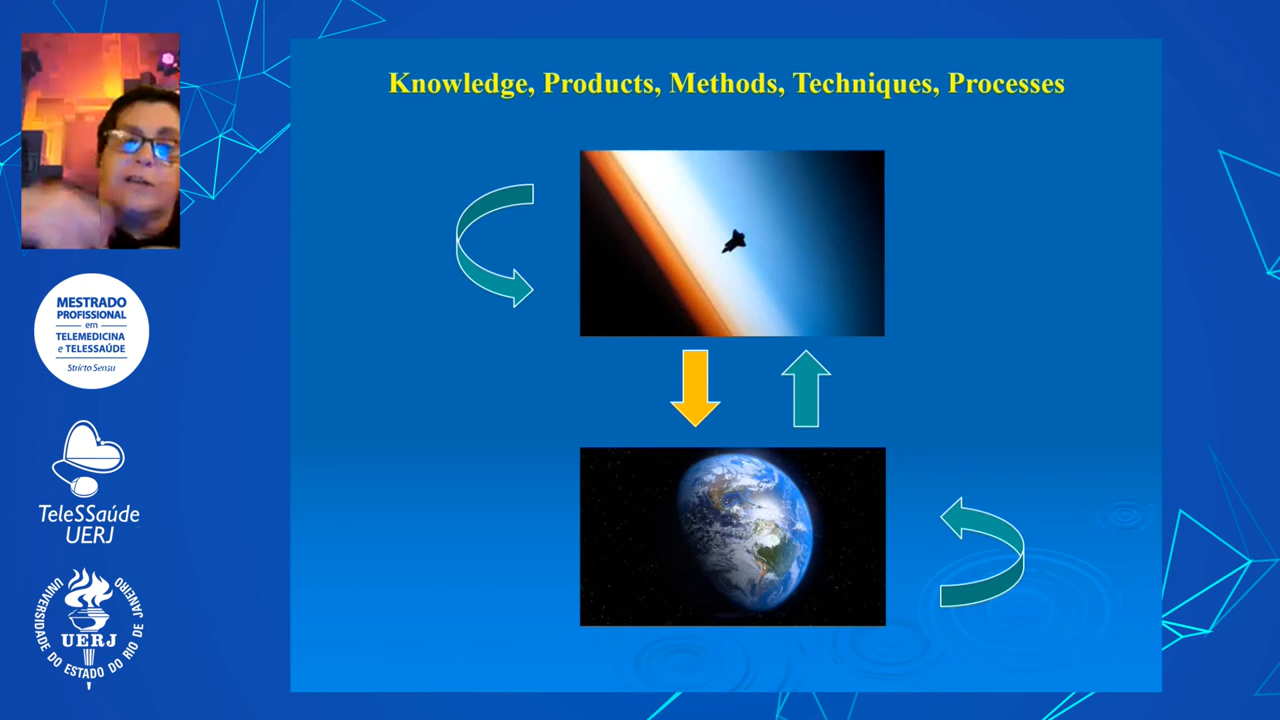 Knowledge, Products, Methods, Techniques, Processes
MESTRADO
PROFISSIONAL
em
TELEMEDICINA
e TELESSAÚDE
Stricto Sensu
TeleSSaúde
UERJ
UERJ
UNIVERSIDADE DO ESTADO DO RIO DE JANEIRO